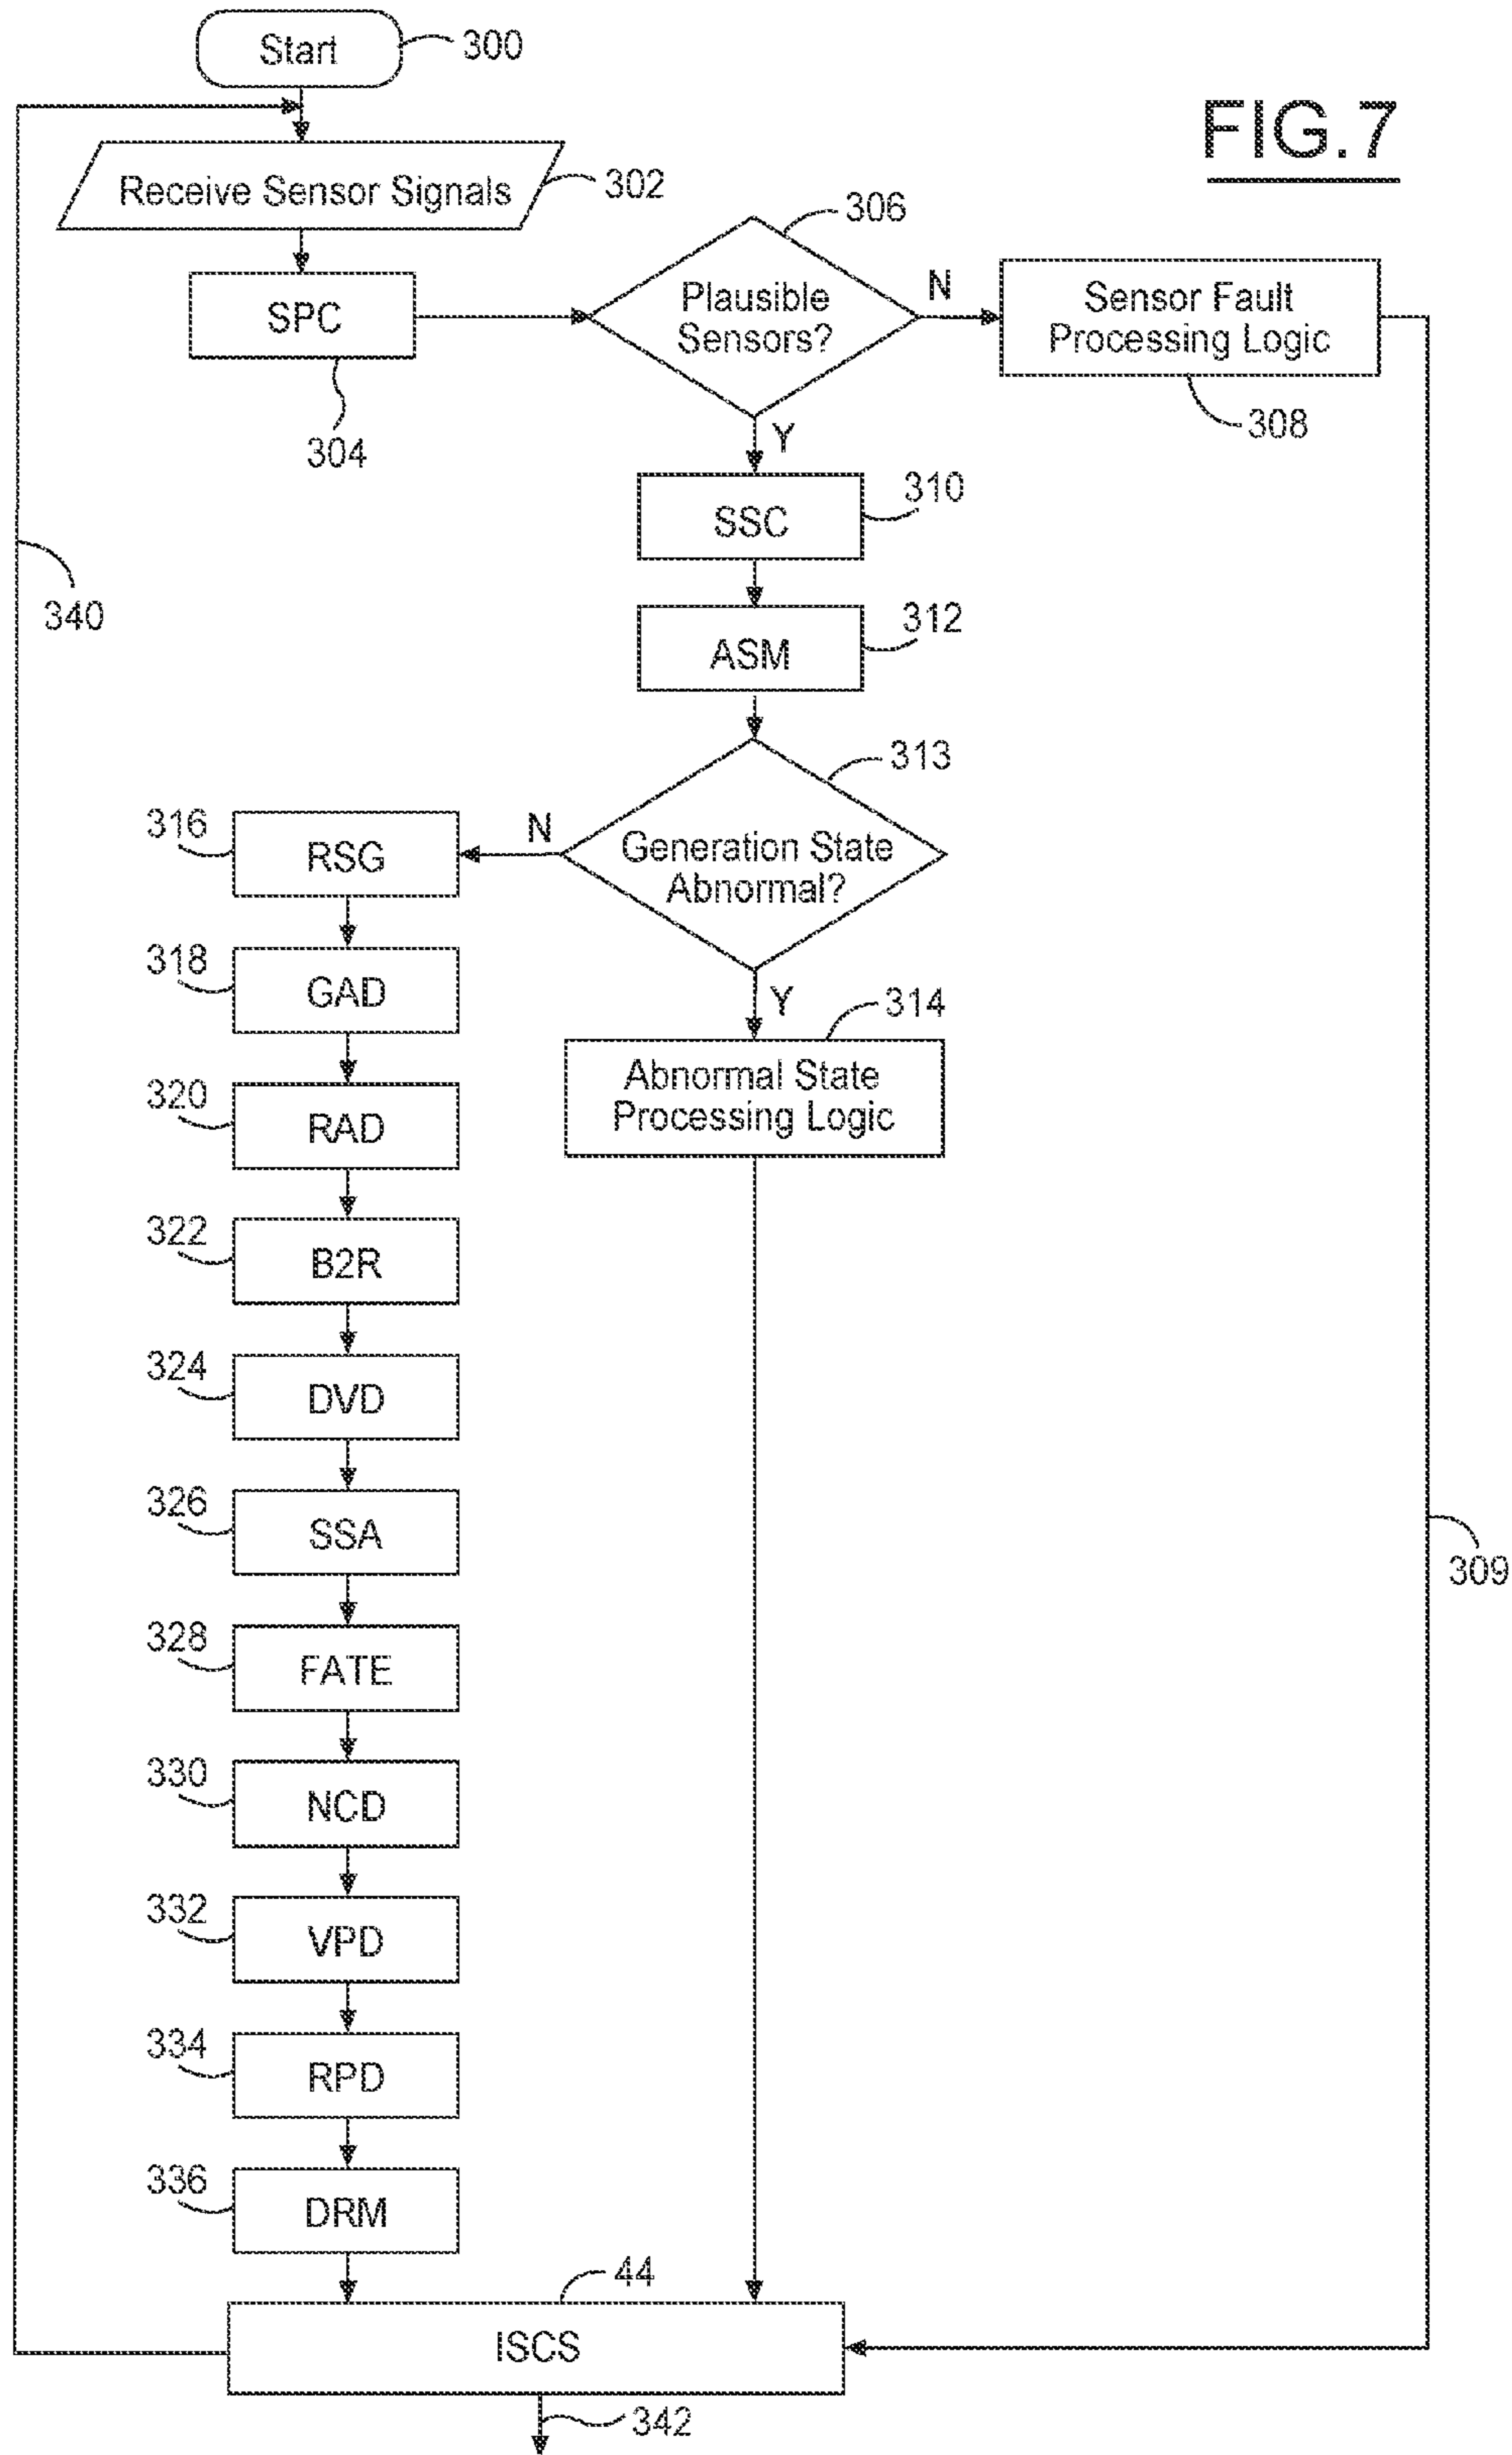 Start
300
FIG.7
Receive Sensor Signals
302
306
SPC
304
Plausible
Sensors?
N
Sensor Fault
Processing Logic
308
Y
SSC
310
340
ASM
312
313
Generation State
Abnormal?
N
316
RSG
318
GAD
Y
314
Abnormal State
Processing Logic
320
RAD
322
B2R
324
DVD
326
SSA
309
328
FATE
330
NCD
332
VPD
334
RPD
336
DRM
44
ISCS
342